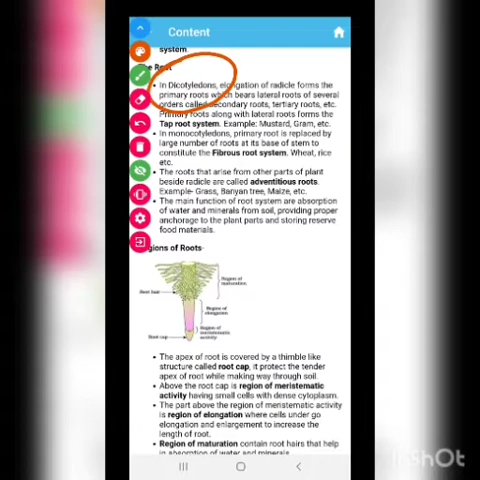 Content
system.
Root
• In Dicotyledons, elongation of radicle forms the
primary roots which bears lateral roots of several
orders called secondary roots, tertiary roots, etc.
Primary roots along with lateral roots forms the
Tap root system. Example: Mustard, Gram, etc.
• In monocotyledons, primary root is replaced by
large number of roots at its base of stem to
constitute the Fibrous root system. Wheat, rice
etc.
• The roots that arise from other parts of plant
beside radicle are called adventitious roots.
Example- Grass, Banyan tree, Maize, etc.
• The main function of root system are absorption
of water and minerals from soil, providing proper
anchorage to the plant parts and storing reserve
food materials.
gions of Roots-
Region of
maturation
Root hair
Region of
elongation
Region of
meristematic
activity
Root cap
• The apex of root is covered by a thimble like
structure called root cap, it protect the tender
apex of root while making way through soil.
• Above the root cap is region of meristematic
activity having small cells with dense cytoplasm.
• The part above the region of meristematic activity
is region of elongation where cells under go
elongation and enlargement to increase the
length of root.
• Region of maturation contain root hairs that help
in absorption of water and minerals
InShOt